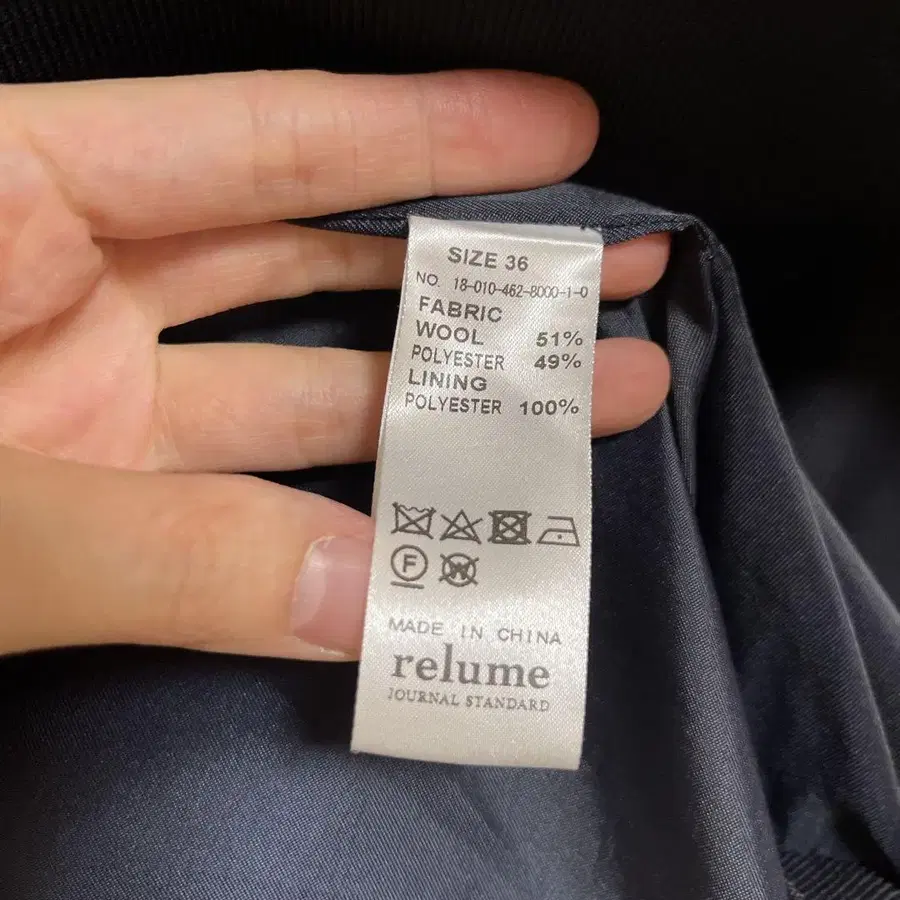 SIZE 36
NO. 18-010-462-8000-1-0
FABRIC
WOOL 51%
POLYESTER 49%
LINING
POLYESTER 100%
F W
MADE IN CHINA
relume
JOURNAL STANDARD